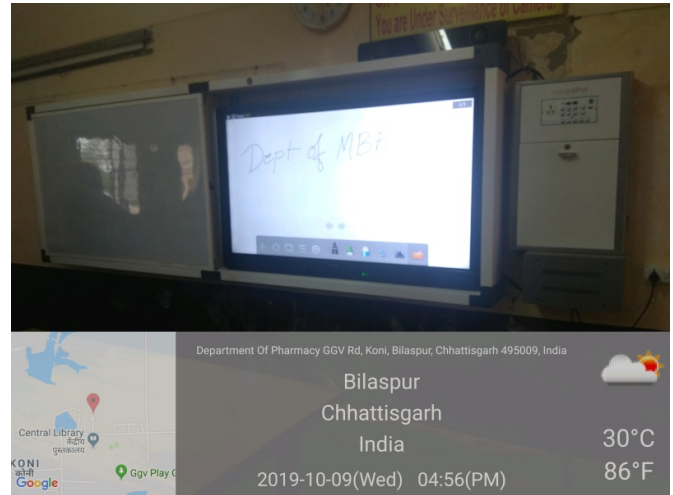 You are Under Surveillance of Camera
Dept of MBA
Department Of Pharmacy GGV Rd, Koni, Bilaspur, Chhattisgarh 495009, India
Bilaspur
Chhattisgarh
India
2019-10-09(Wed) 04:56(PM)
30°C
86°F
Central Library
केंद्रीय
पुस्तकालय
KONI
कोनी
Ggv Play G
Google